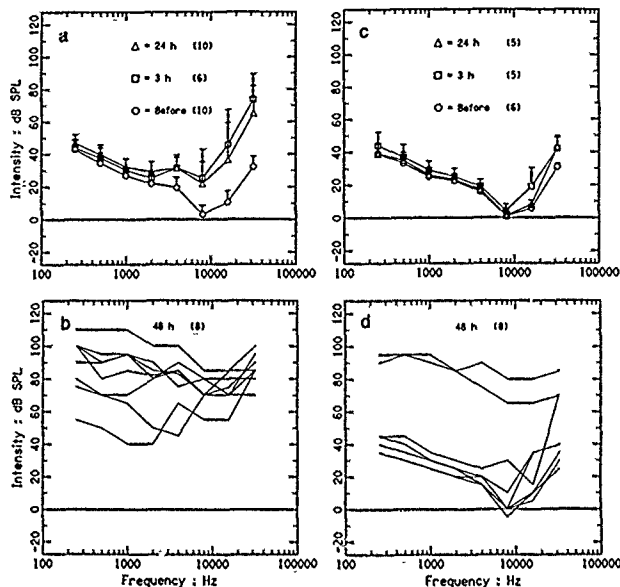 a
△ = 24 h (10)
□ = 3 h (6)
○ = Before (10)
Intensity : dB SPL
120
100
80
60
40
20
0
-20
100 1000 10000 100000
c
△ = 24 h (5)
□ = 3 h (5)
○ = Before (6)
120
100
80
60
40
20
0
-20
100 1000 10000 100000 HZ
b
48 h (8)
Intensity : dB SPL
120
100
80
60
40
20
0
-20
100 1000 10000 100000
Frequency : Hz
d
48 h (8)
120
100
80
60
40
20
0
-20
100 1000 10000 100000
Frequency : Hz